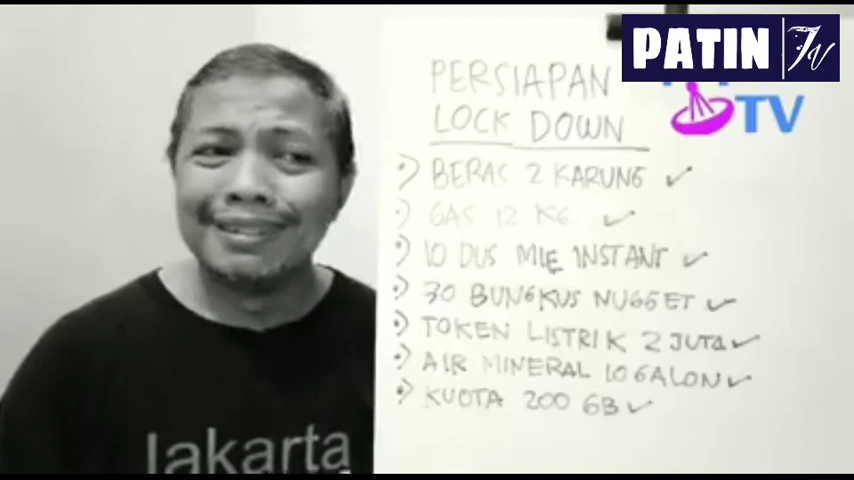 PATIN TV
TV
PERSIAPAN
LOCK DOWN
BERAS 2 KARUNG
GAS 12 KG
10 DUS MIE INSTANT
30 BUNGKUS NUGGET
TOKEN LISTRIK 2 JUTA
AIR MINERAL 10 GALON
KUOTA 200 GB
Jakarta